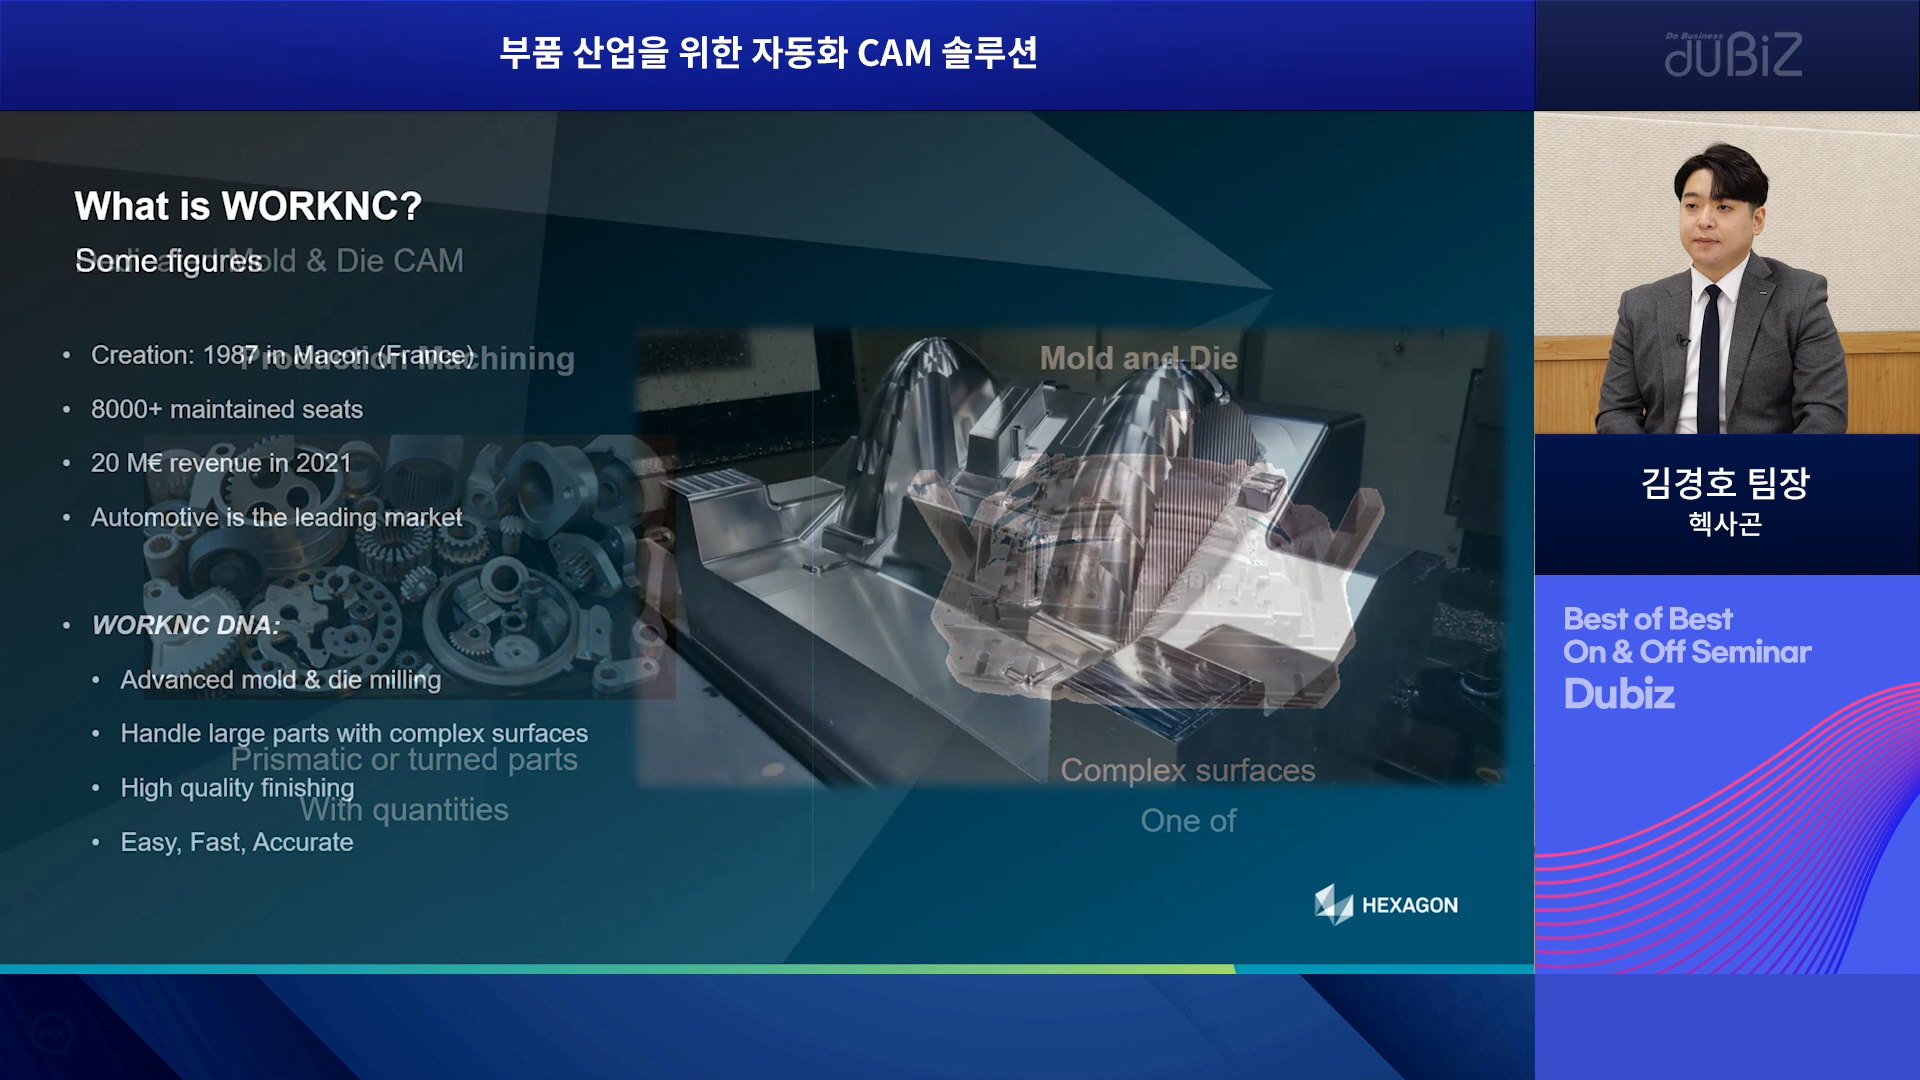 부품 산업을 위한 자동화 CAM 솔루션
Do Business
duBiZ
What is WORKNC?
Some figures
Dedicated Mold & Die CAM
• Creation: 1987 in Macon (France)
Production Machining
Mold and Die
• 8000+ maintained seats
• 20 M€ revenue in 2021
• Automotive is the leading market
• WORKNC DNA:
• Advanced mold & die milling
• Handle large parts with complex surfaces
Prismatic or turned parts
Complex surfaces
• High quality finishing
With quantities
One of
• Easy, Fast, Accurate
HEXAGON
김경호 팀장
헥사곤
Best of Best
On & Off Seminar
Dubiz